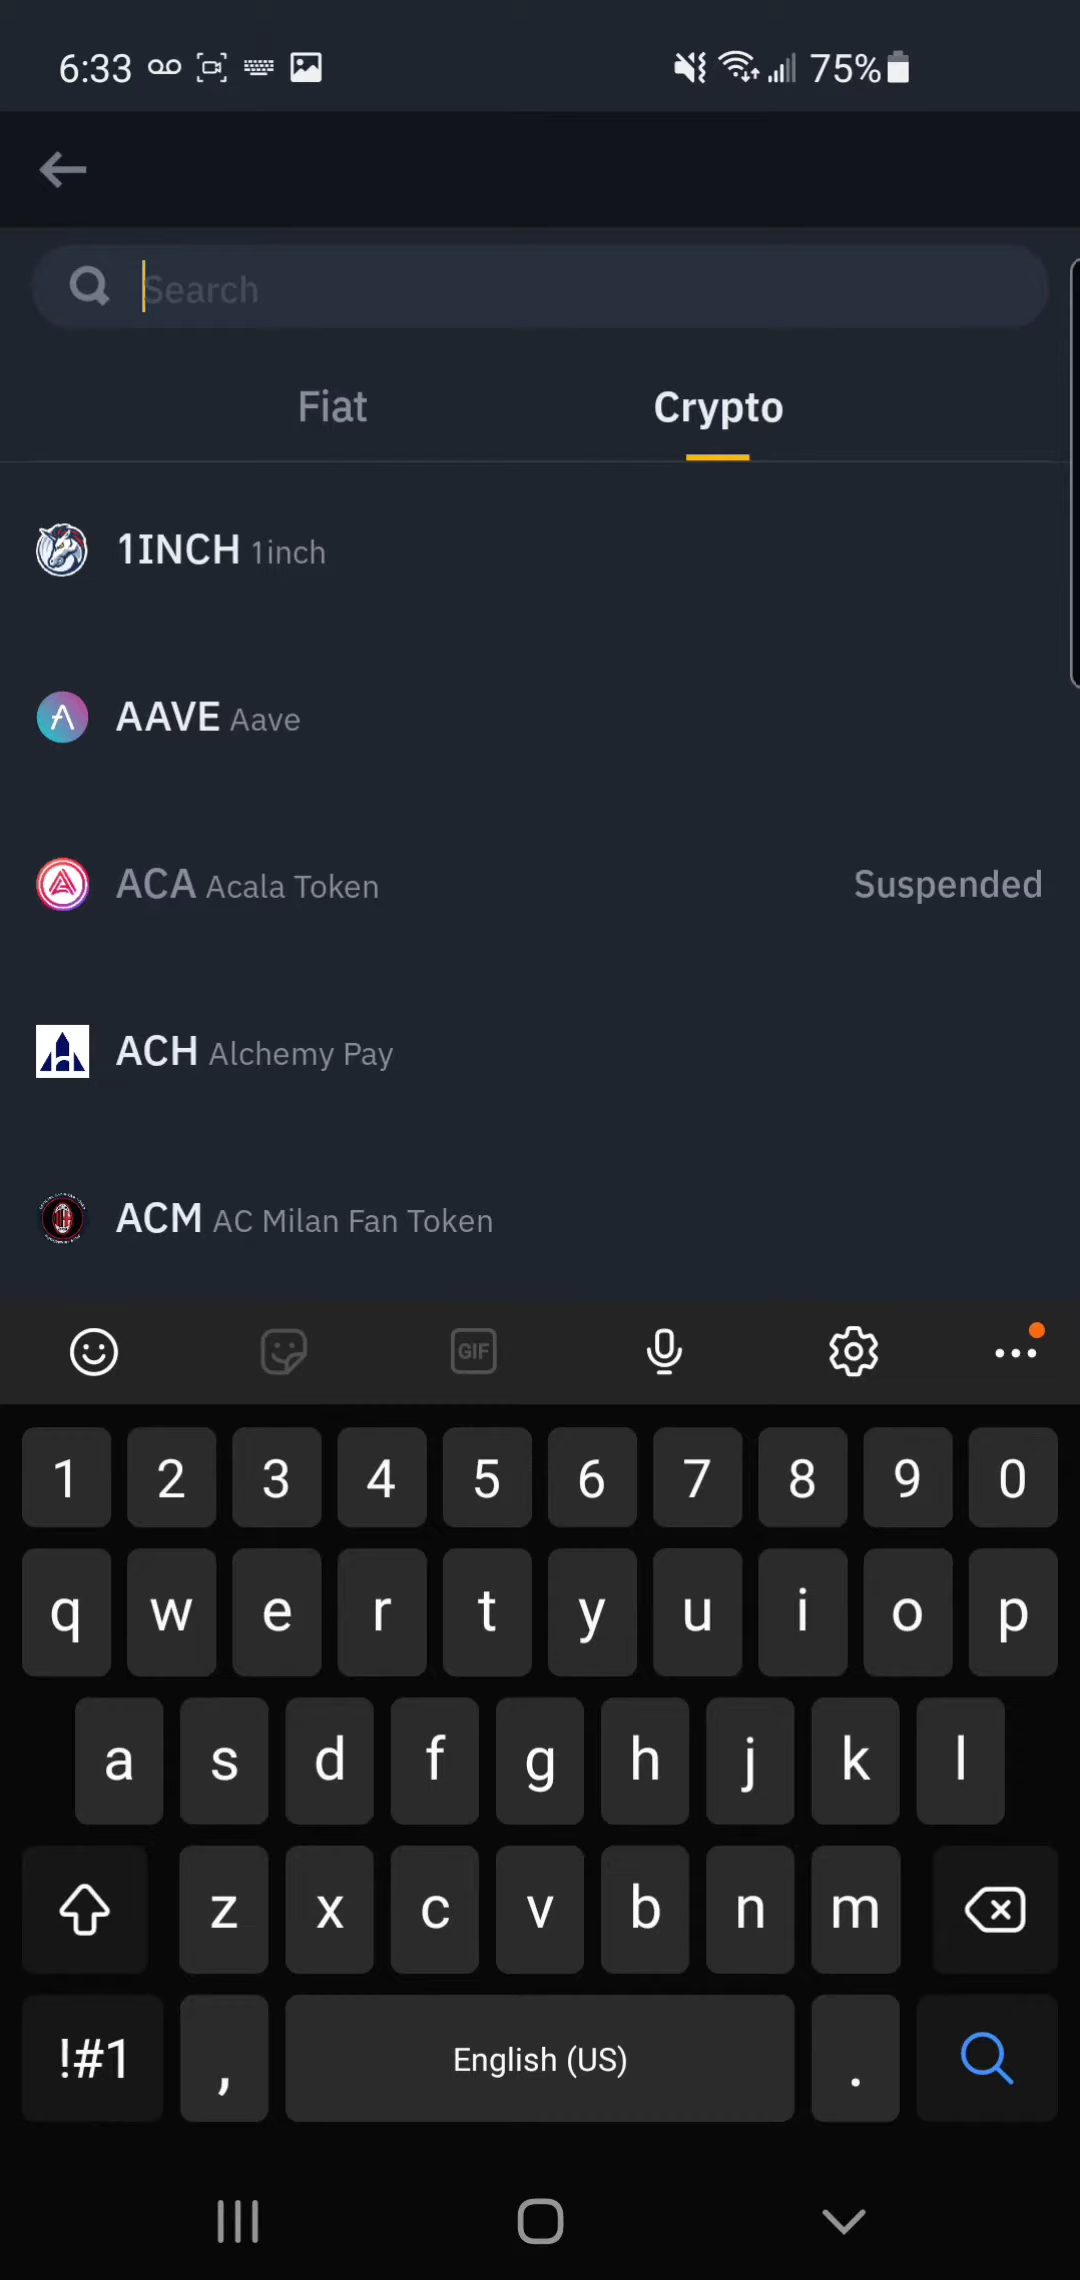 6:33 75%
Search
Fiat Crypto
1INCH 1inch
AAVE Aave
ACA Acala Token Suspended
ACH Alchemy Pay
ACM AC Milan Fan Token
GIF
1 2 3 4 5 6 7 8 9 0
q w e r t y u i o p
a s d f g h j k l
z x c v b n m
!#1 , English (US) .